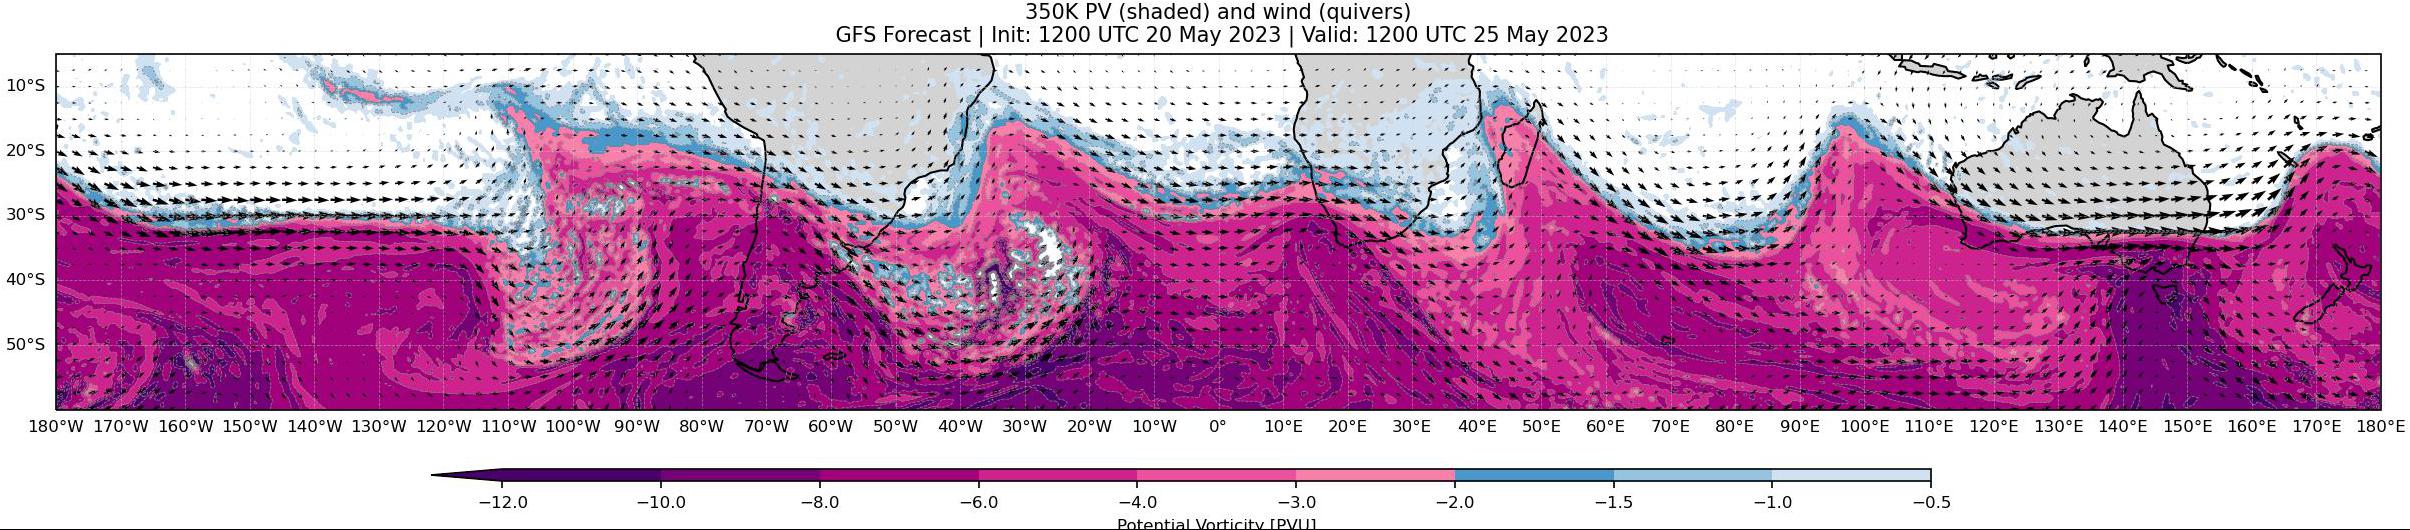 350K PV (shaded) and wind (quivers)
GFS Forecast | Init: 1200 UTC 20 May 2023 | Valid: 1200 UTC 25 May 2023
10°S
20°S
30°S
40°S
50°S
180°W 170°W 160°W 150°W 140°W 130°W 120°W 110°W 100°W 90°W 80°W 70°W 60°W 50°W 40°W 30°W 20°W 10°W 0° 10°E 20°E 30°E 40°E 50°E 60°E 70°E 80°E 90°E 100°E 110°E 120°E 130°E 140°E 150°E 160°E 170°E 180°E
−12.0 −10.0 −8.0 −6.0 −4.0 −3.0 −2.0 −1.5 −1.0 −0.5
Potential Vorticity [PVU]